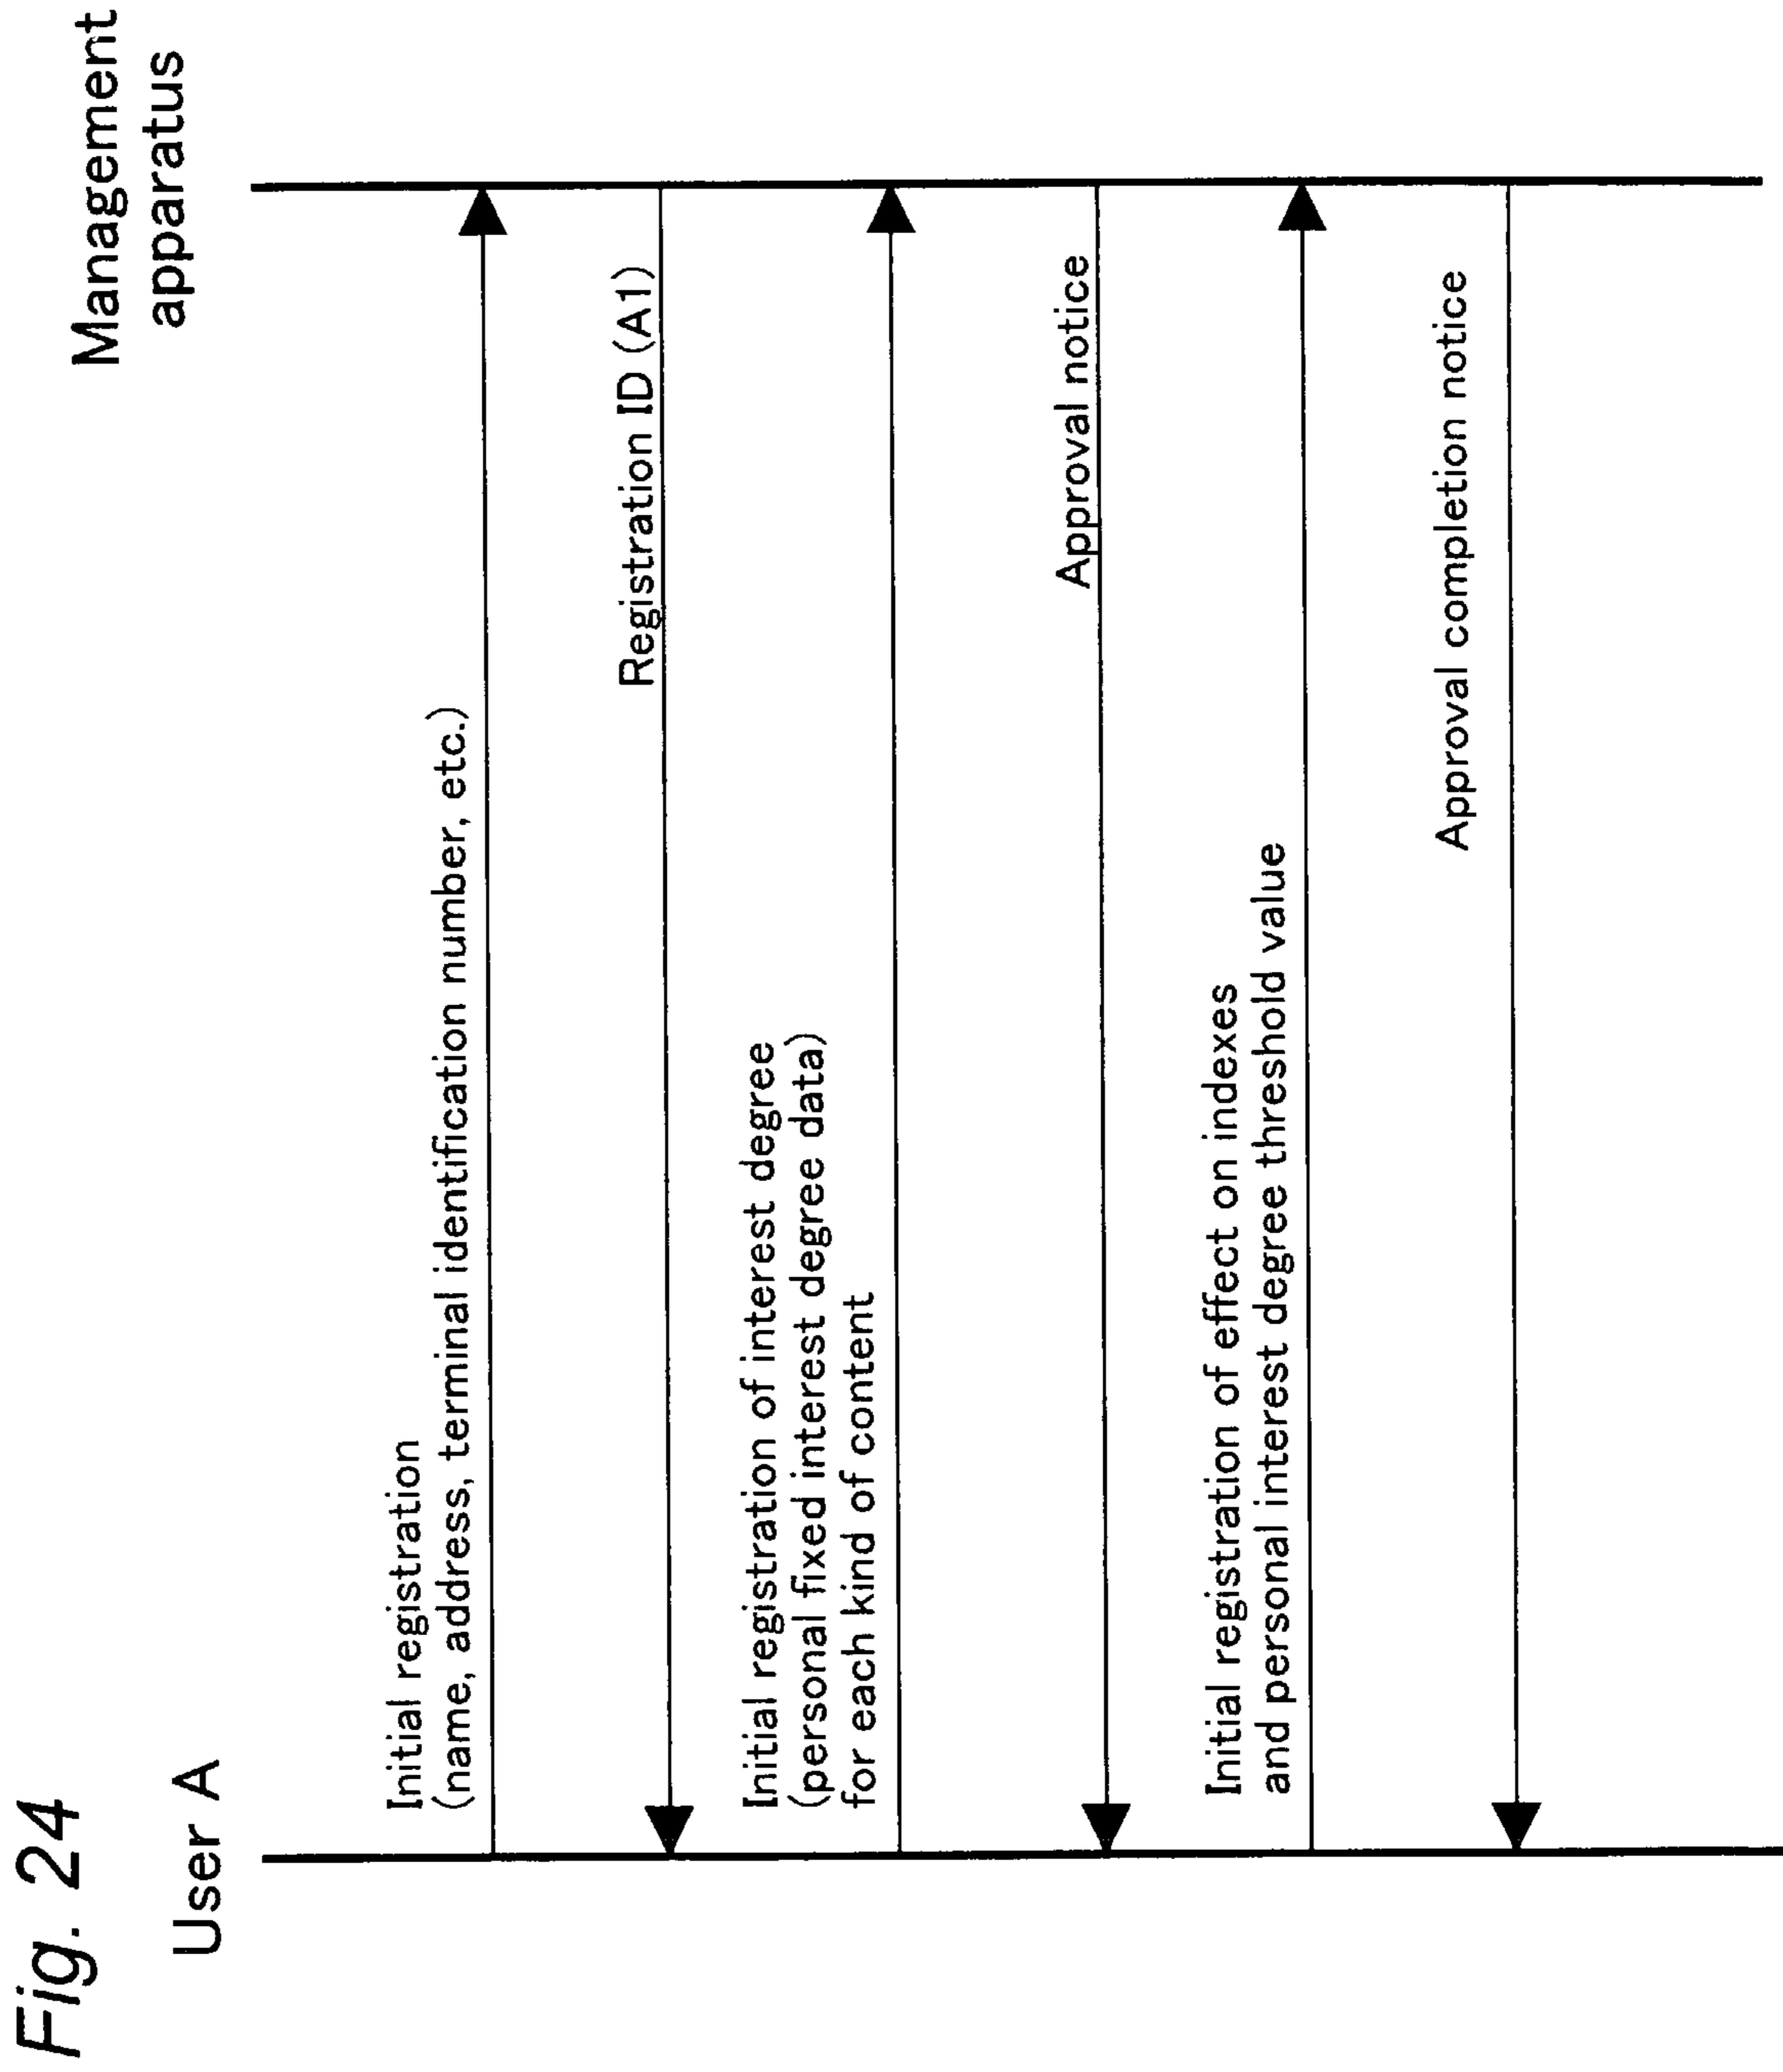 Fig. 24
User A
Management
apparatus
Initial registration
(name, address, terminal identification number, etc.)
Registration ID (A1)
Initial registration of interest degree
(personal fixed interest degree data)
for each kind of content
Approval notice
Initial registration of effect on indexes
and personal interest degree threshold value
Approval completion notice